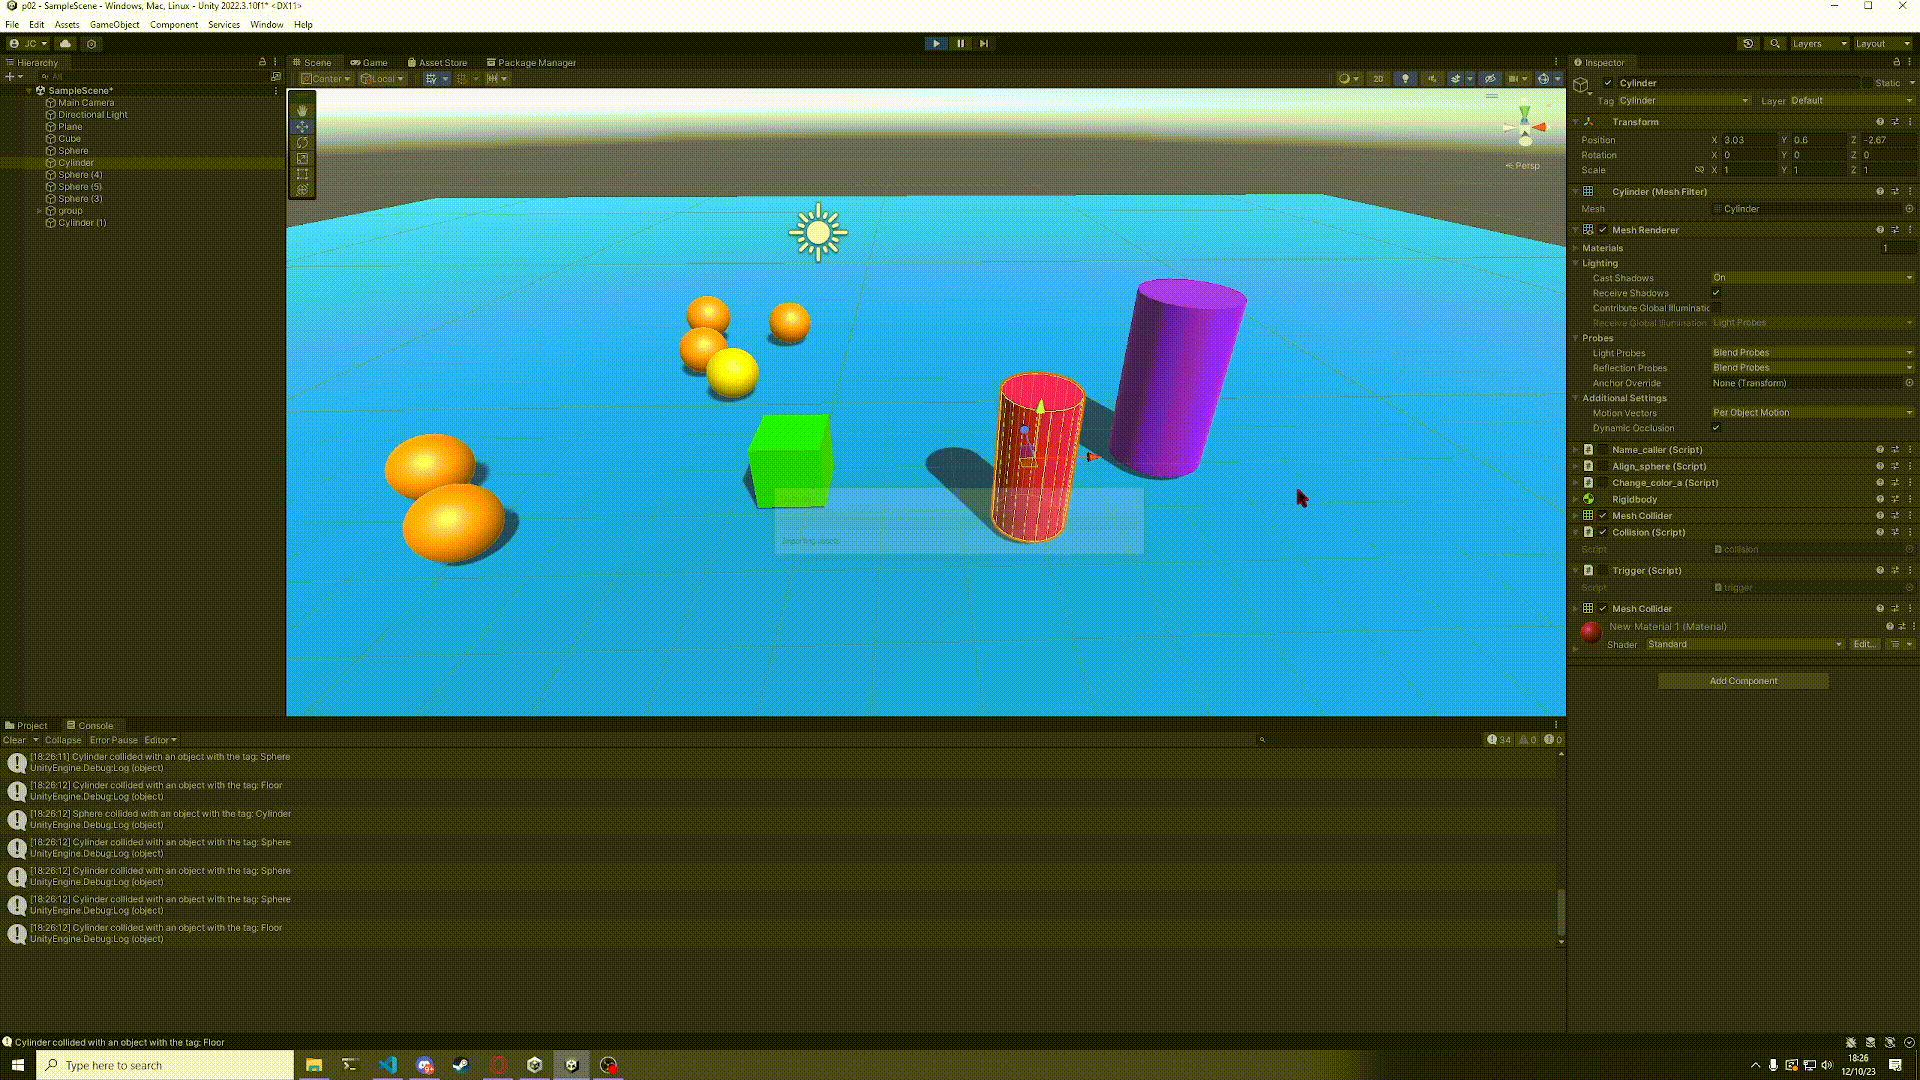 p02 - SampleScene - Windows, Mac, Linux - Unity 2022.3.10f1* <DX11>
File Edit Assets GameObject Component Services Window Help
JC Layers Layout
Hierarchy
All
SampleScene*
Main Camera
Directional Light
Plane
Cube
Sphere
Cylinder
Sphere (4)
Sphere (5)
Sphere (3)
group
Cylinder (1)
Scene Game Asset Store Package Manager
Center Local 2D
Persp
Importing assets
Inspector
Cylinder Static
Tag Cylinder Layer Default
Transform
Position X 3.03 Y 0.6 Z -2.67
Rotation X 0 Y 0 Z 0
Scale X 1 Y 1 Z 1
Cylinder (Mesh Filter)
Mesh Cylinder
Mesh Renderer
Materials 1
Lighting
Cast Shadows On
Receive Shadows
Contribute Global Illuminatic
Receive Global Illumination Light Probes
Probes
Light Probes Blend Probes
Reflection Probes Blend Probes
Anchor Override None (Transform)
Additional Settings
Motion Vectors Per Object Motion
Dynamic Occlusion
Name_caller (Script)
Align_sphere (Script)
Change_color_a (Script)
Rigidbody
Mesh Collider
Collision (Script)
Script collision
Trigger (Script)
Script trigger
Mesh Collider
New Material 1 (Material)
Shader Standard Edit...
Add Component
Project Console
Clear Collapse Error Pause Editor 34 0 0
[18:26:11] Cylinder collided with an object with the tag: Sphere
UnityEngine.Debug:Log (object)
[18:26:12] Cylinder collided with an object with the tag: Floor
UnityEngine.Debug:Log (object)
[18:26:12] Sphere collided with an object with the tag: Cylinder
UnityEngine.Debug:Log (object)
[18:26:12] Cylinder collided with an object with the tag: Sphere
UnityEngine.Debug:Log (object)
[18:26:12] Cylinder collided with an object with the tag: Sphere
UnityEngine.Debug:Log (object)
[18:26:12] Cylinder collided with an object with the tag: Sphere
UnityEngine.Debug:Log (object)
[18:26:12] Cylinder collided with an object with the tag: Floor
UnityEngine.Debug:Log (object)
Cylinder collided with an object with the tag: Floor
Type here to search
18:26
12/10/23